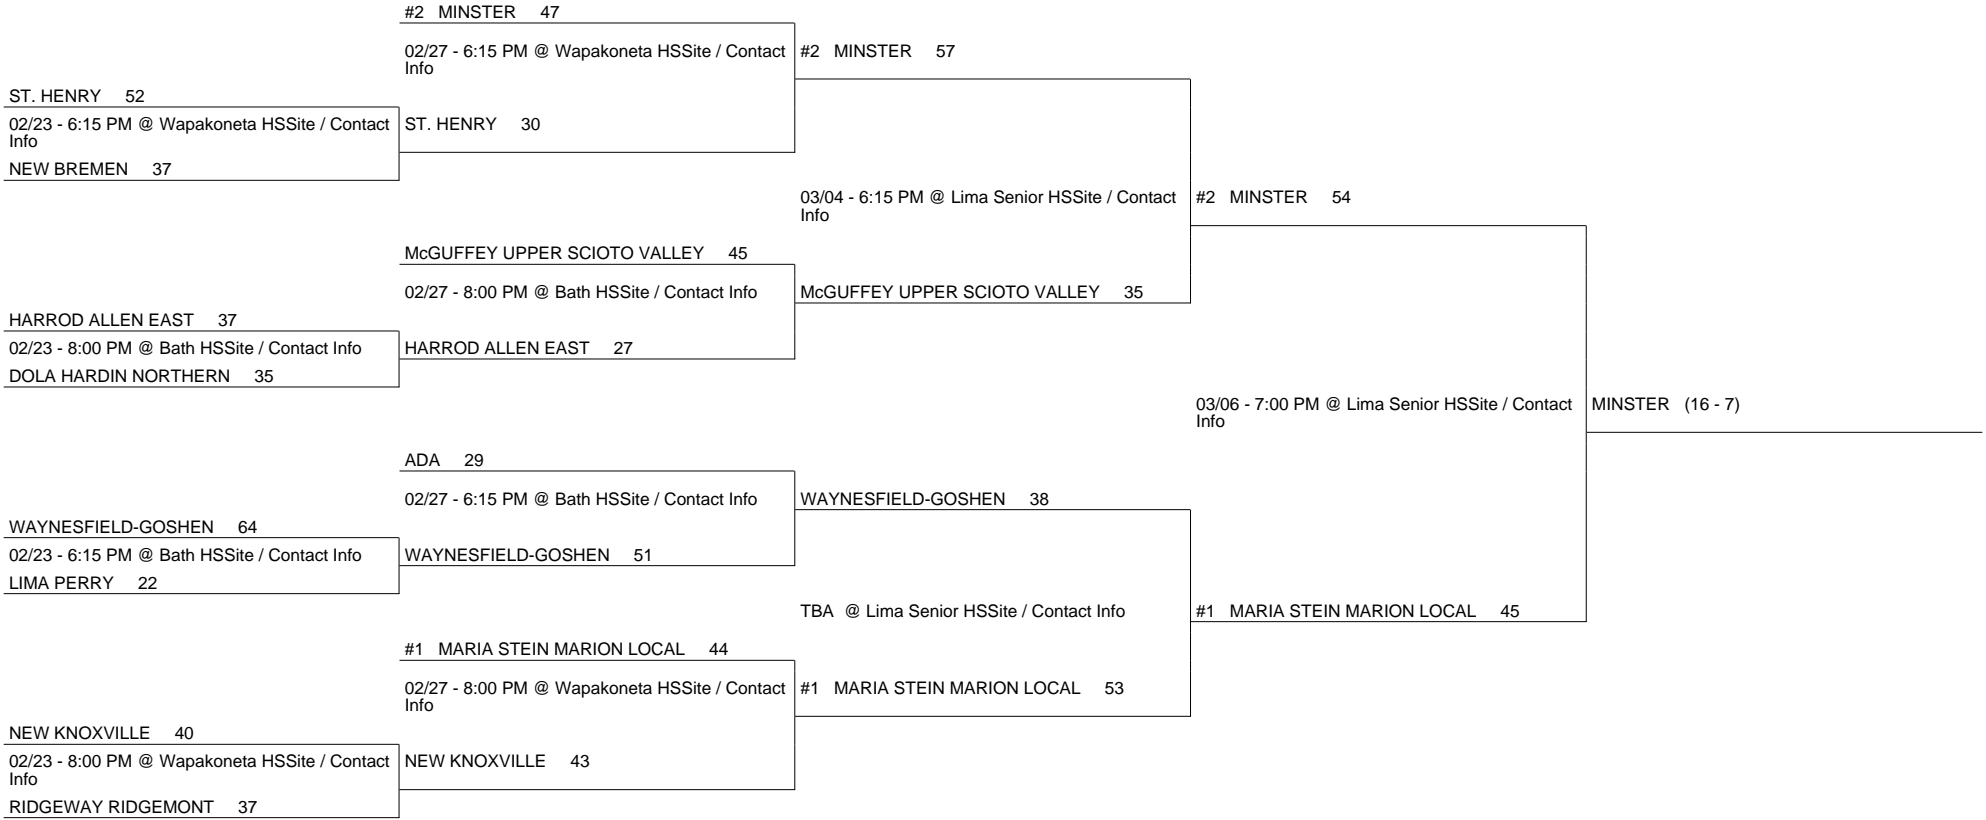 #2 MINSTER 47
02/27 - 6:15 PM @ Wapakoneta HSSite / Contact
Info
#2 MINSTER 57
ST. HENRY 52
02/23 - 6:15 PM @ Wapakoneta HSSite / Contact
Info
NEW BREMEN 37
ST. HENRY 30
03/04 - 6:15 PM @ Lima Senior HSSite / Contact
Info
#2 MINSTER 54
McGUFFEY UPPER SCIOTO VALLEY 45
02/27 - 8:00 PM @ Bath HSSite / Contact Info
McGUFFEY UPPER SCIOTO VALLEY 35
HARROD ALLEN EAST 37
02/23 - 8:00 PM @ Bath HSSite / Contact Info
DOLA HARDIN NORTHERN 35
HARROD ALLEN EAST 27
03/06 - 7:00 PM @ Lima Senior HSSite / Contact
Info
MINSTER (16 - 7)
ADA 29
02/27 - 6:15 PM @ Bath HSSite / Contact Info
WAYNESFIELD-GOSHEN 38
WAYNESFIELD-GOSHEN 64
02/23 - 6:15 PM @ Bath HSSite / Contact Info
LIMA PERRY 22
WAYNESFIELD-GOSHEN 51
TBA @ Lima Senior HSSite / Contact Info
#1 MARIA STEIN MARION LOCAL 45
#1 MARIA STEIN MARION LOCAL 44
02/27 - 8:00 PM @ Wapakoneta HSSite / Contact
Info
#1 MARIA STEIN MARION LOCAL 53
NEW KNOXVILLE 40
02/23 - 8:00 PM @ Wapakoneta HSSite / Contact
Info
RIDGEWAY RIDGEMONT 37
NEW KNOXVILLE 43